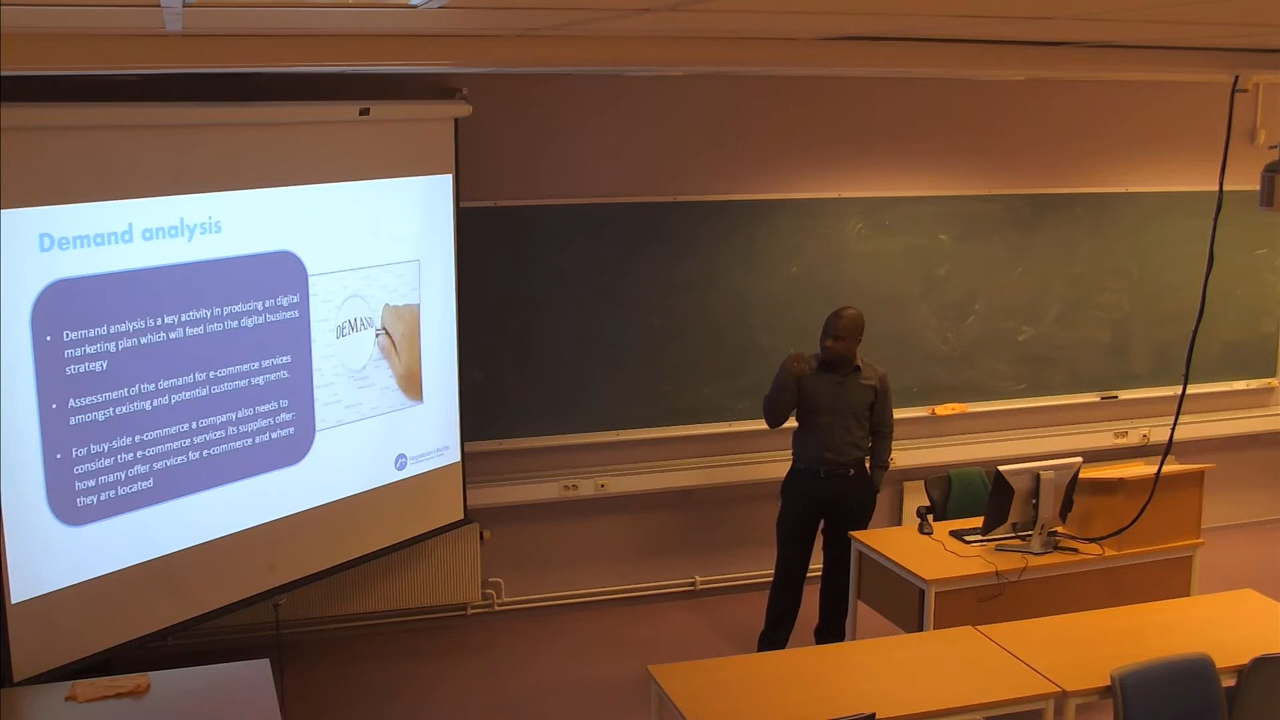 Demand analysis
• Demand analysis is a key activity in producing an digital
marketing plan which will feed into the digital business
strategy
• Assessment of the demand for e-commerce services
amongst existing and potential customer segments.
• For buy-side e-commerce a company also needs to
consider the e-commerce services its suppliers offer:
how many offer services for e-commerce and where
they are located
DEMAND